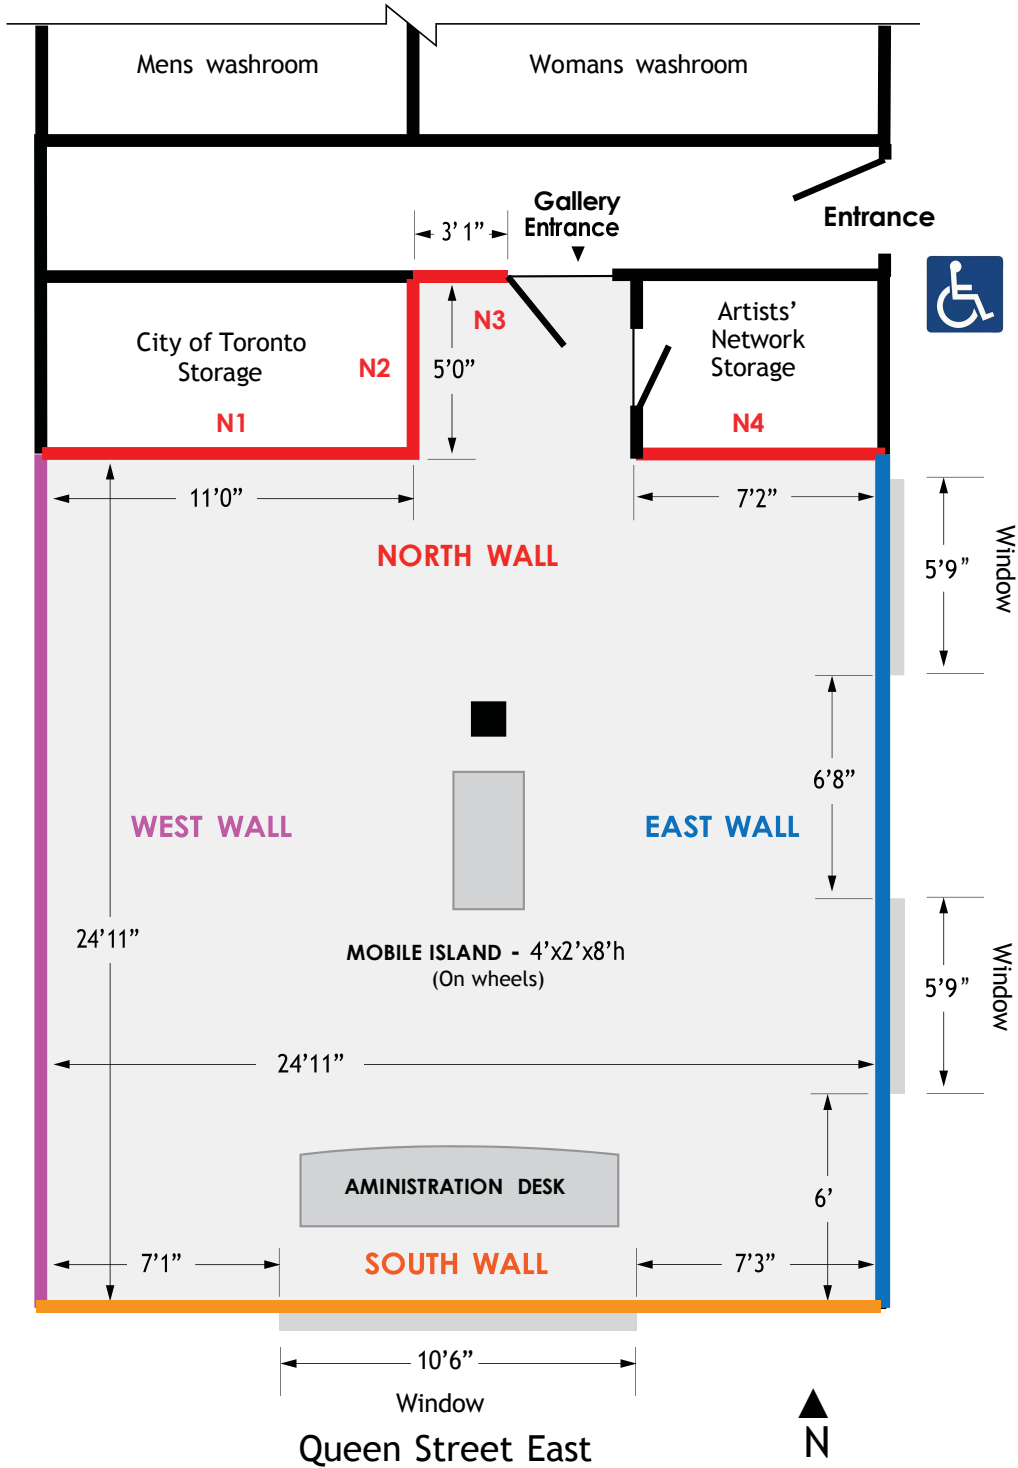 Mens washroom
Womans washroom
Gallery
Entrance
Entrance
3’1”
N3
City of Toronto
Storage
N2
5’0”
Artists’
Network
Storage
N1
N4
11’0”
7’2”
NORTH WALL
5’9”
Window
6’8”
WEST WALL
EAST WALL
24’11”
MOBILE ISLAND - 4’x2’x8’h
(On wheels)
5’9”
Window
24’11”
AMINISTRATION DESK
6’
7’1”
SOUTH WALL
7’3”
10’6”
Window
Queen Street East
N